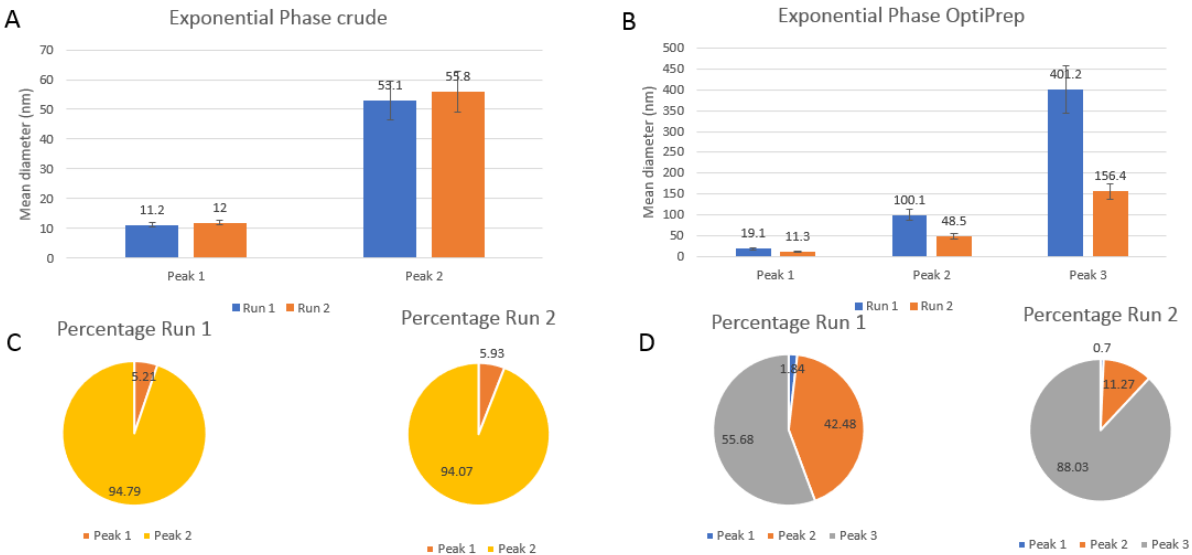 A
Exponential Phase crude
Mean diameter (nm)
70
60
50
40
30
20
10
0
11.2
12
53.1
55.8
Peak 1
Peak 2
Run 1 Run 2
B
Exponential Phase OptiPrep
Mean diameter (nm)
500
450
400
350
300
250
200
150
100
50
0
19.1
11.3
100.1
48.5
401.2
156.4
Peak 1
Peak 2
Peak 3
Run 1 Run 2
C
Percentage Run 1
5.21
94.79
Peak 1 Peak 2
Percentage Run 2
5.93
94.07
Peak 1 Peak 2
D
Percentage Run 1
1.84
42.48
55.68
Peak 1 Peak 2 Peak 3
Percentage Run 2
0.7
11.27
88.03
Peak 1 Peak 2 Peak 3